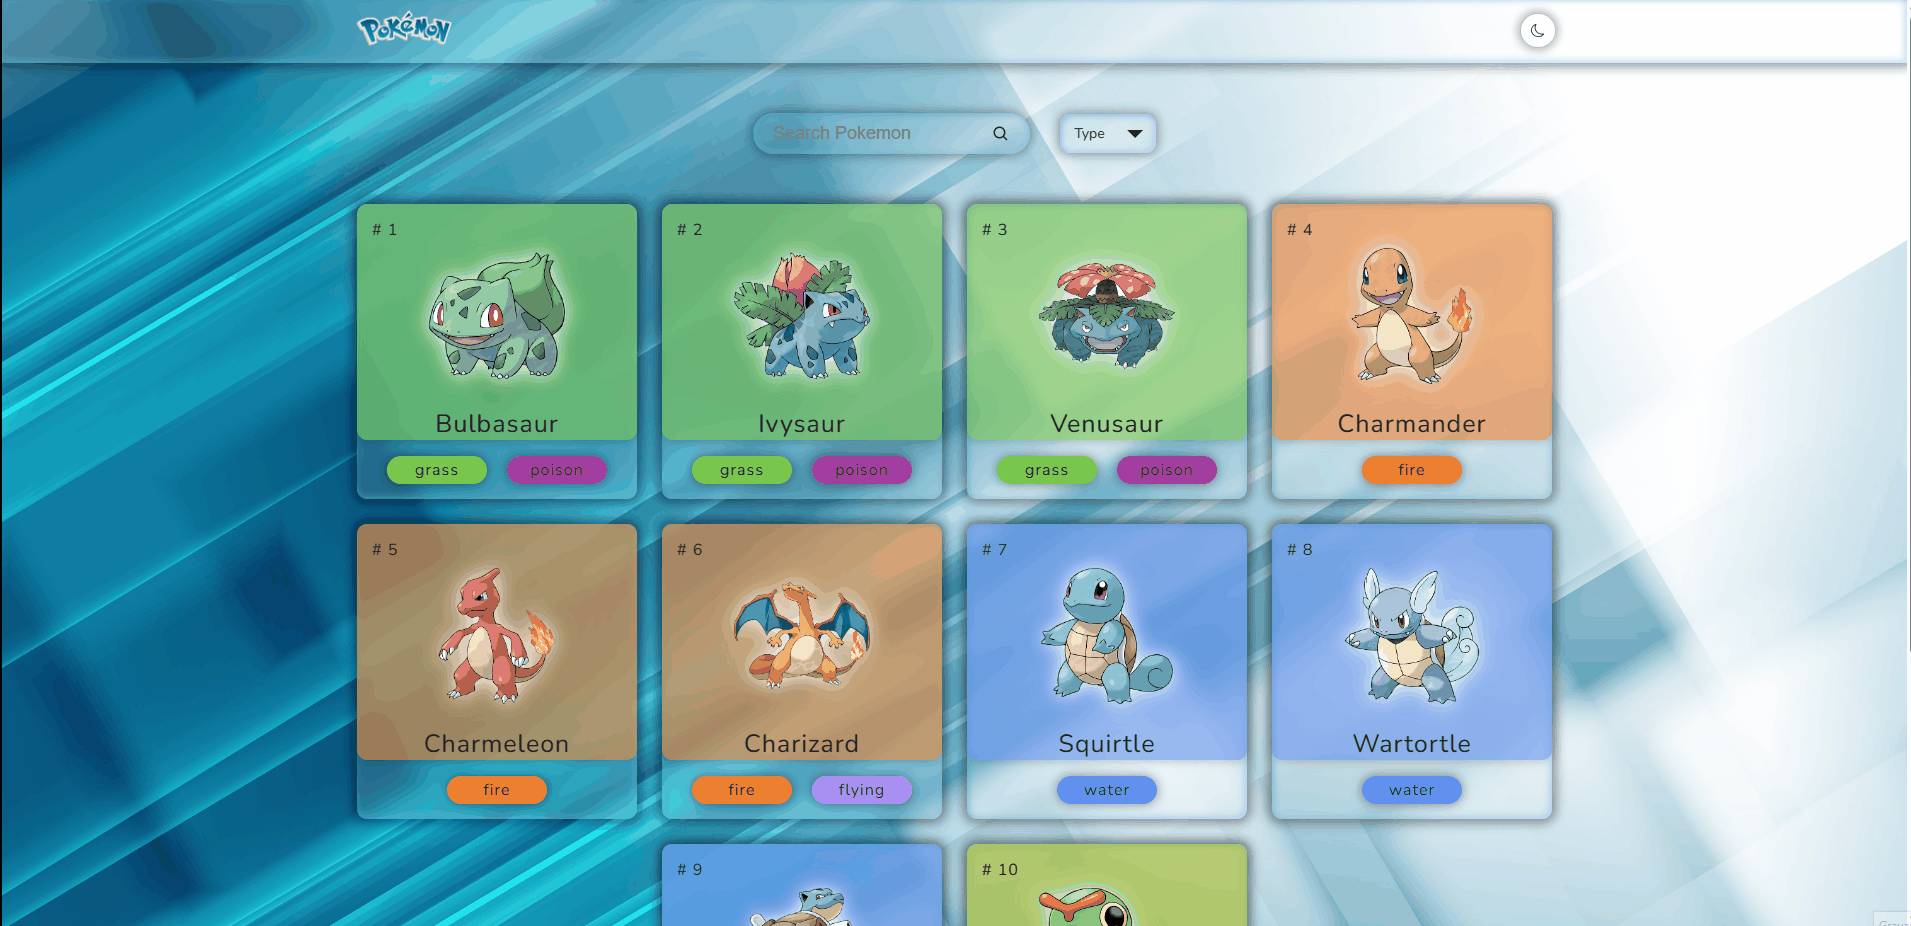 POKéMON
Search Pokemon
Type
# 1
# 2
# 3
# 4
Bulbasaur
Ivysaur
Venusaur
Charmander
grass poison
grass poison
grass poison
fire
# 5
# 6
# 7
# 8
Charmeleon
Charizard
Squirtle
Wartortle
fire
fire flying
water
water
# 9
# 10